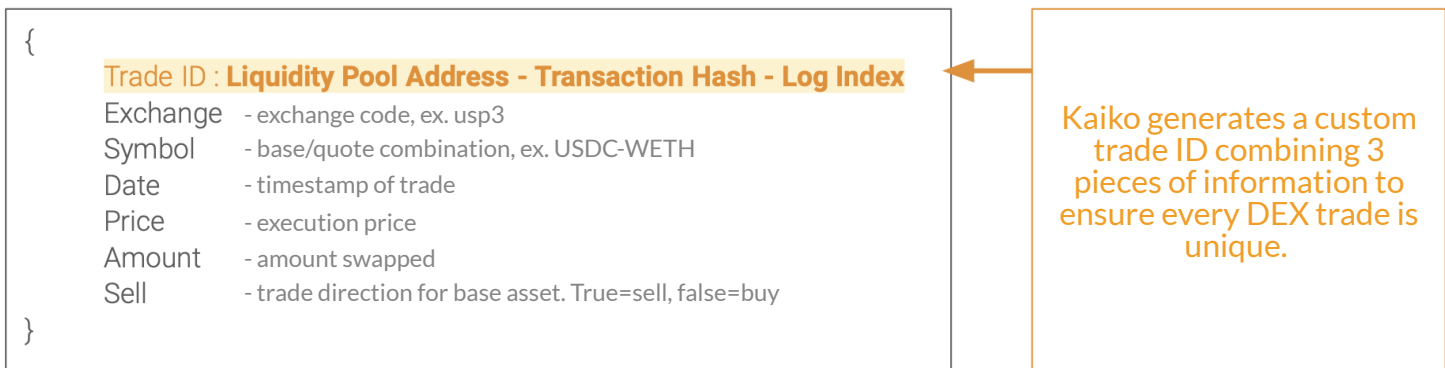 {
Trade ID : Liquidity Pool Address - Transaction Hash - Log Index
Exchange - exchange code, ex. usp3
Symbol - base/quote combination, ex. USDC-WETH
Date - timestamp of trade
Price - execution price
Amount - amount swapped
Sell - trade direction for base asset. True=sell, false=buy
}
Kaiko generates a custom
trade ID combining 3
pieces of information to
ensure every DEX trade is
unique.